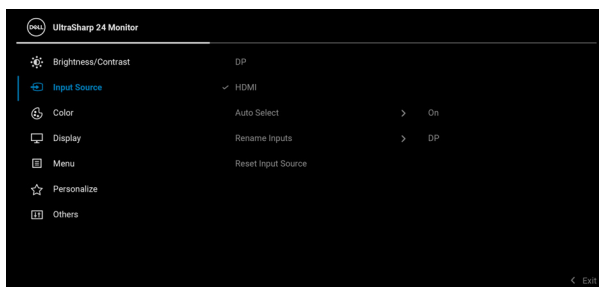 DELL UltraSharp 24 Monitor
Brightness/Contrast DP
Input Source HDMI
Color Auto Select On
Display Rename Inputs DP
Menu Reset Input Source
Personalize
Others
Exit